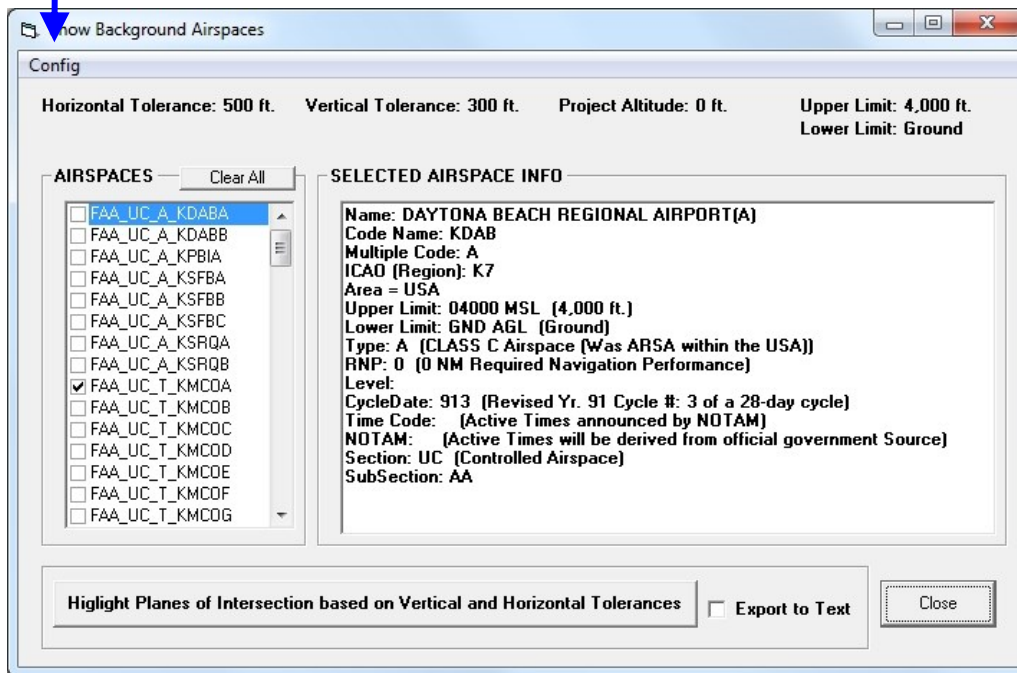 how Background Airspaces
Config
Horizontal Tolerance: 500 ft. Vertical Tolerance: 300 ft. Project Altitude: 0 ft. Upper Limit: 4,000 ft.
Lower Limit: Ground
AIRSPACES Clear All
FAA_UC_A_KDABA
FAA_UC_A_KDABB
FAA_UC_A_KPBIA
FAA_UC_A_KSFBA
FAA_UC_A_KSFBB
FAA_UC_A_KSFBC
FAA_UC_A_KSRQA
FAA_UC_A_KSRQB
FAA_UC_T_KMCOA
FAA_UC_T_KMCOB
FAA_UC_T_KMCOC
FAA_UC_T_KMCOD
FAA_UC_T_KMCOE
FAA_UC_T_KMCOF
FAA_UC_T_KMCOG
SELECTED AIRSPACE INFO
Name: DAYTONA BEACH REGIONAL AIRPORT(A)
Code Name: KDAB
Multiple Code: A
ICAO (Region): K7
Area = USA
Upper Limit: 04000 MSL (4,000 ft.)
Lower Limit: GND AGL (Ground)
Type: A (CLASS C Airspace (Was ARSA within the USA))
RNP: 0 (0 NM Required Navigation Performance)
Level:
CycleDate: 913 (Revised Yr. 91 Cycle #: 3 of a 28-day cycle)
Time Code: (Active Times announced by NOTAM)
NOTAM: (Active Times will be derived from official government Source)
Section: UC (Controlled Airspace)
SubSection: AA
Higlight Planes of Intersection based on Vertical and Horizontal Tolerances
Export to Text
Close